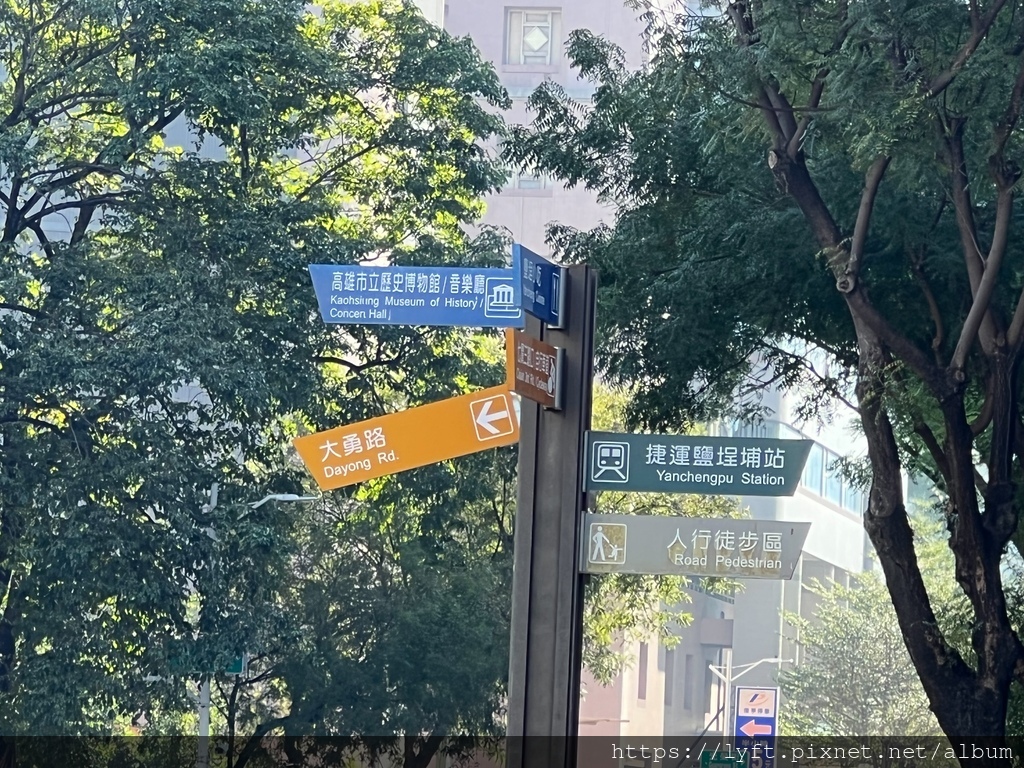 高雄市立歷史博物館/音樂廳
Kaohsiung Museum of History/
Concert Hall
大勇路
Dayong Rd.
捷運鹽埕埔站
Yanchengpu Station
人行徒步區
Road Pedestrian
https://lyft.pixnet.net/album